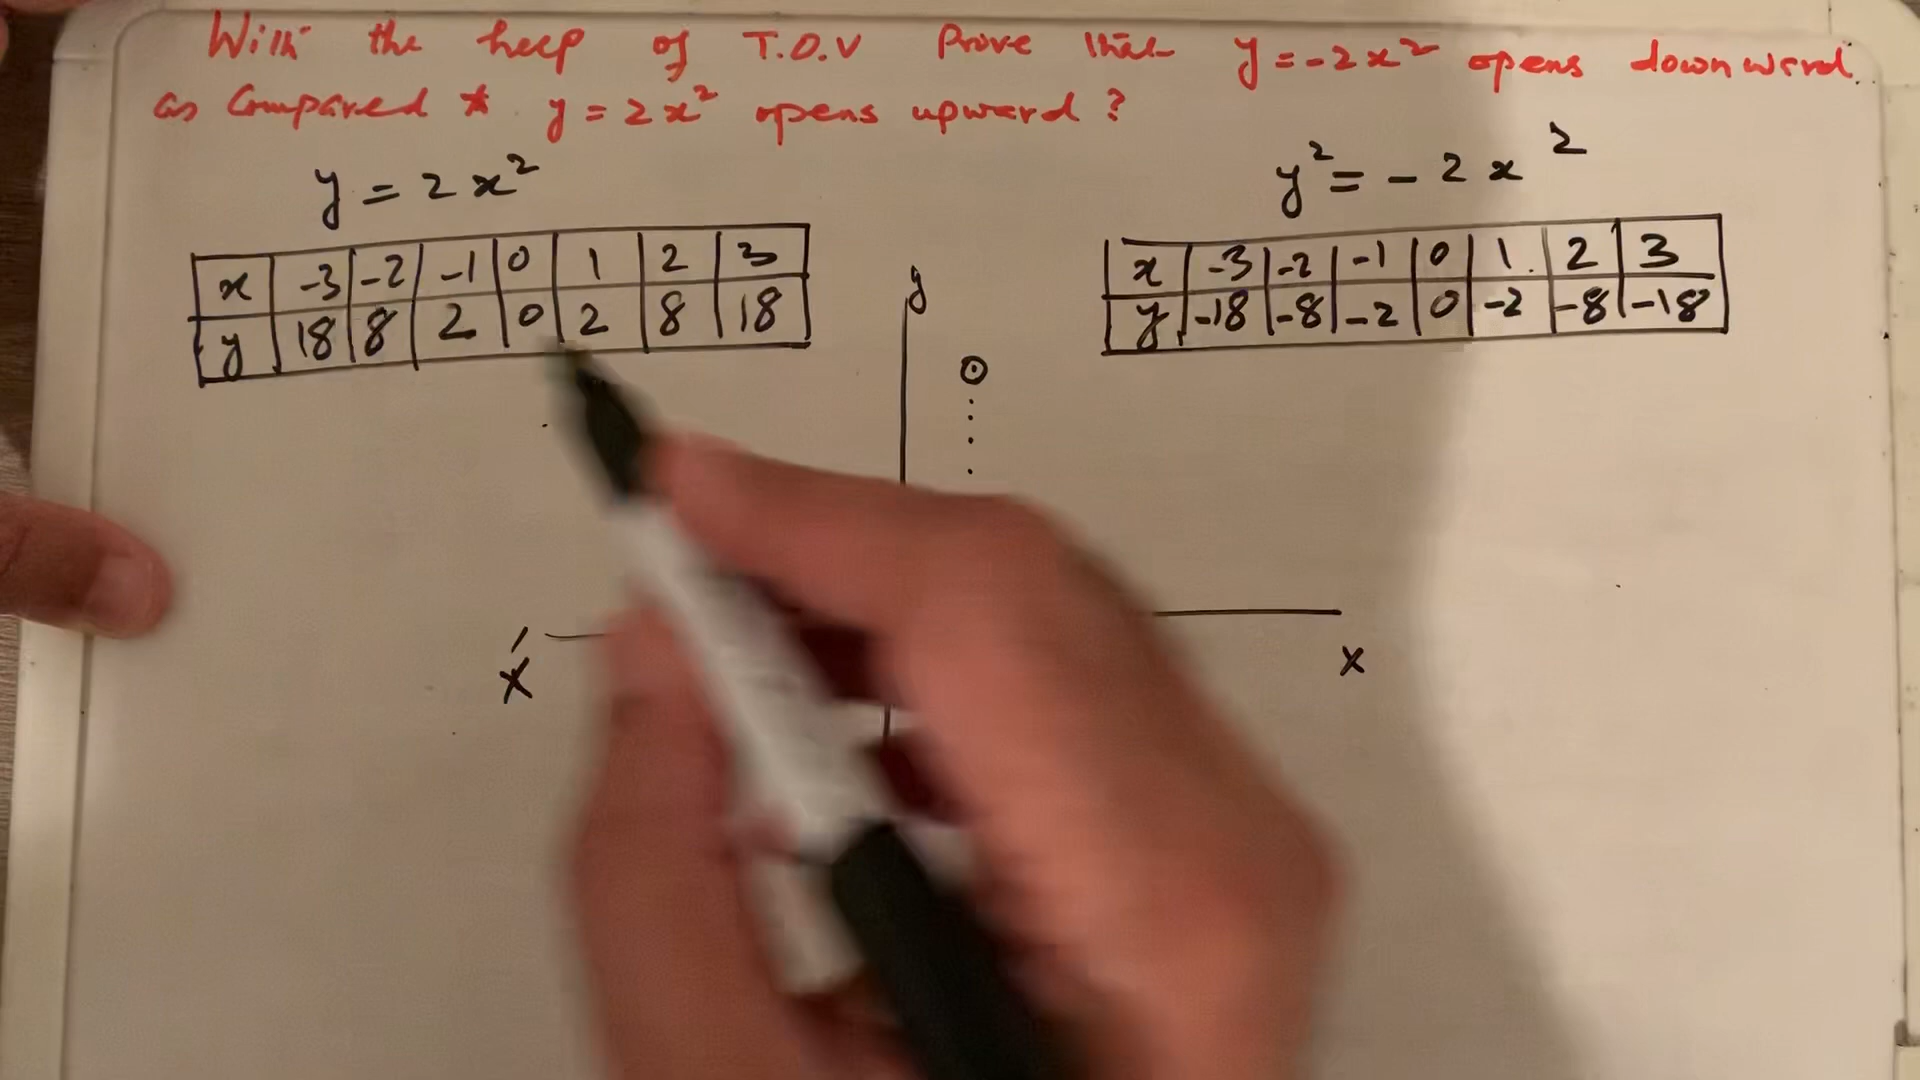 With the help of T.O.V Prove that y = -2x² opens downward
as Compared to y = 2x² opens upward ?
y = 2x²
y² = - 2x²
x -3 -2 -1 0 1 2 3
y 18 8 2 0 2 8 18
x -3 -2 -1 0 1. 2 3
y -18 -8 -2 0 -2 -8 -18
y
X'
X